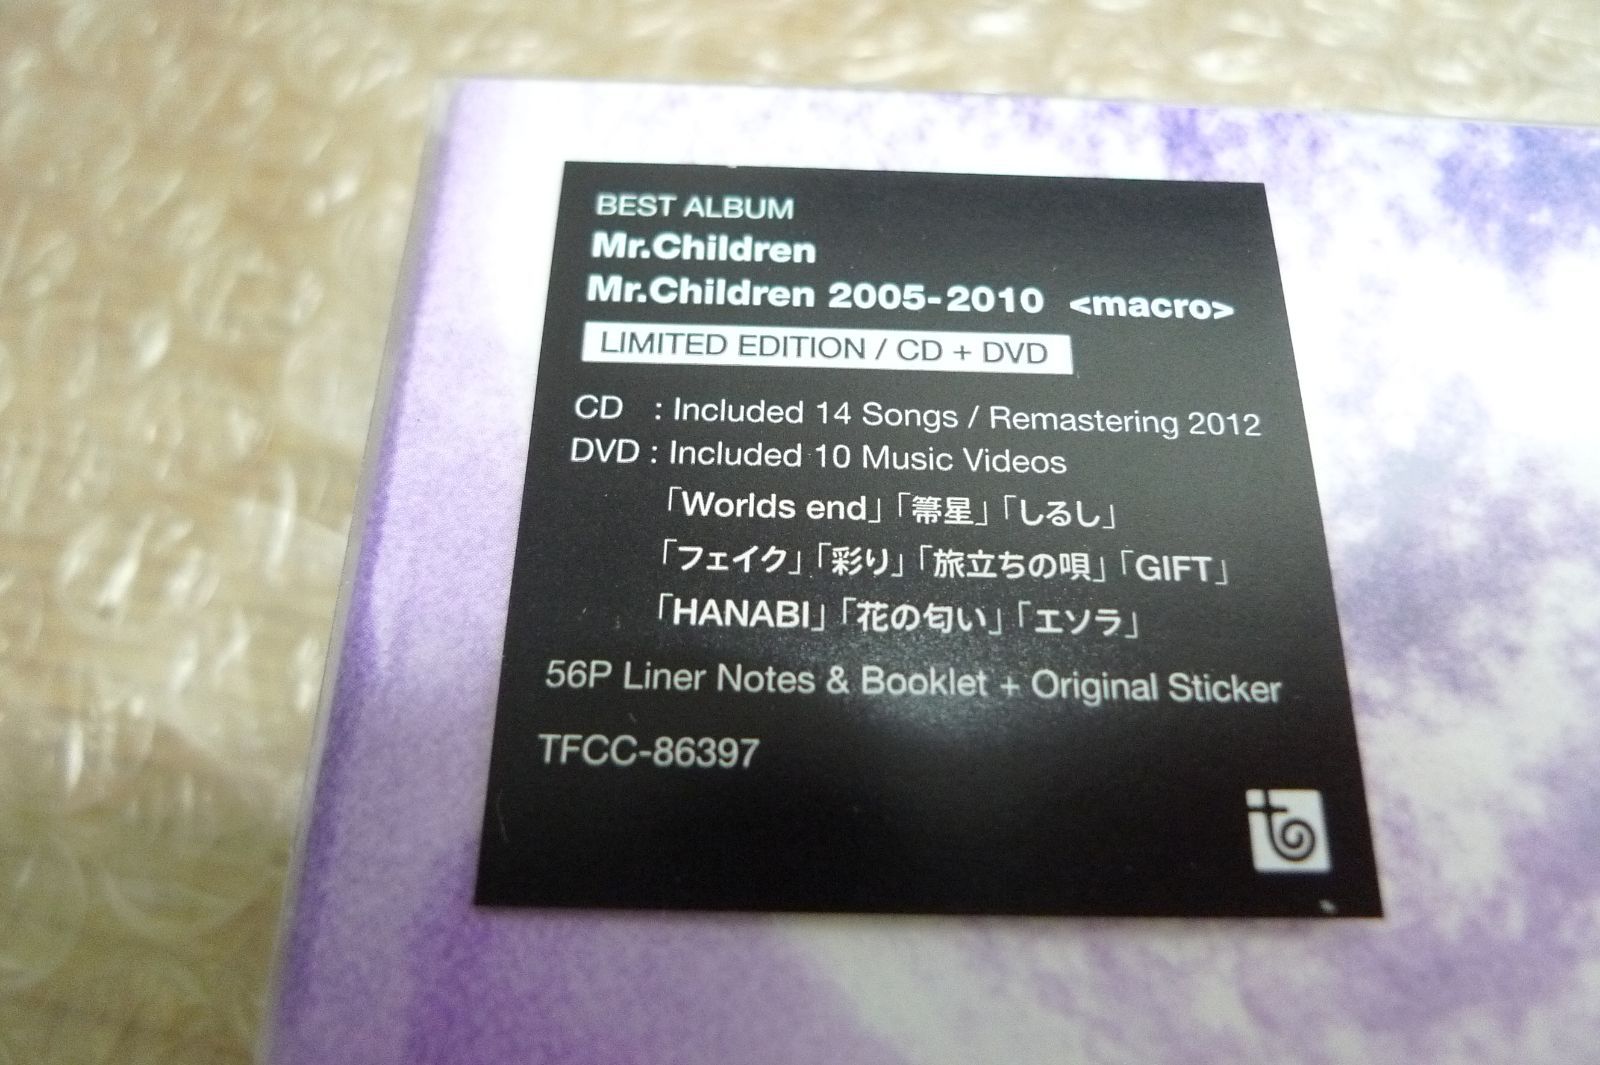 BEST ALBUM
Mr.Children
Mr.Children 2005-2010 <macro>
LIMITED EDITION / CD + DVD
CD : Included 14 Songs / Remastering 2012
DVD : Included 10 Music Videos
「Worlds end」「箒星」「しるし」
「フェイク」「彩り」「旅立ちの唄」「GIFT」
「HANABI」「花の匂い」「エソラ」
56P Liner Notes & Booklet + Original Sticker
TFCC-86397